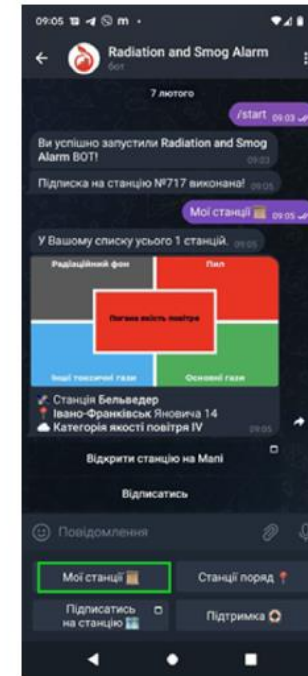 09:05
Radiation and Smog Alarm
бот
7 лютого
/start 09:03
Ви успішно запустили Radiation and Smog
Alarm BOT!
09:03
Підписка на станцію №717 виконана! 09:05
Мої станції 09:05
У Вашому списку усього 1 станцій. 09:05
Радіаційний фон
Пил
Погана якість повітря
Інші токсичні гази
Основні гази
Станція Бельведер
Івано-Франківськ Яновича 14
Категорія якості повітря IV 09:05
Відкрити станцію на Мапі
Відписатись
Повідомлення
Мої станції
Станції поряд
Підписатись
на станцію
Підтримка